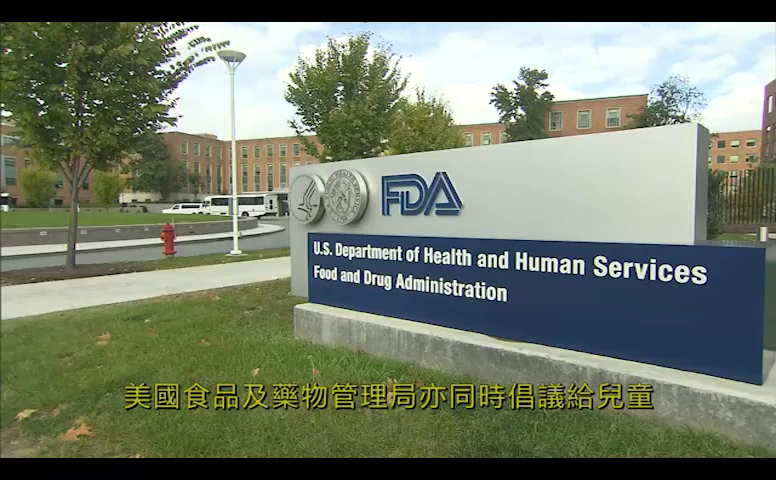 FDA
U.S. Department of Health and Human Services
Food and Drug Administration
美國食品及藥物管理局亦同時倡議給兒童